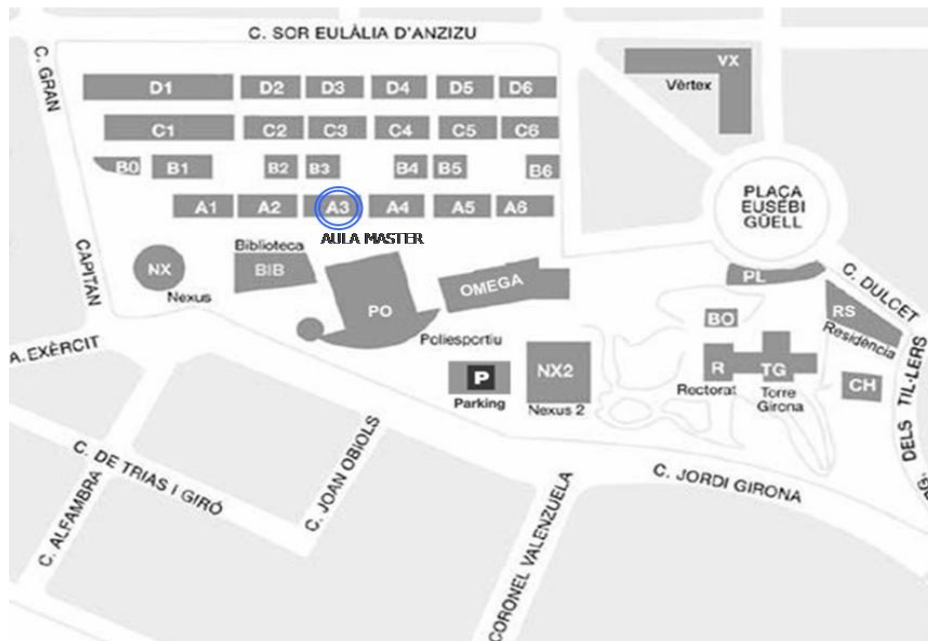 C. SOR EULÀLIA D'ANZIZU
C. GRAN
CAPITAN
VX
Vèrtex
D1 D2 D3 D4 D5 D6
C1 C2 C3 C4 C5 C6
B0 B1 B2 B3 B4 B5 B6
A1 A2 A3 A4 A5 A6
AULA MASTER
PLAÇA
EUSEBI
GÜELL
NX
Nexus
Biblioteca
BIB
PO
Poliesportiu
OMEGA
PL
C. DULCET
RS
Residència
BO
R
Rectorat
TG
Torre
Girona
CH
DELS TIL·LERS
P
Parking
NX2
Nexus 2
A. EXÈRCIT
C. DE TRIAS I GIRÓ
C. JOAN OBIOLS
C. ALFAMBRA
C. JORDI GIRONA
CORONEL VALENZUELA